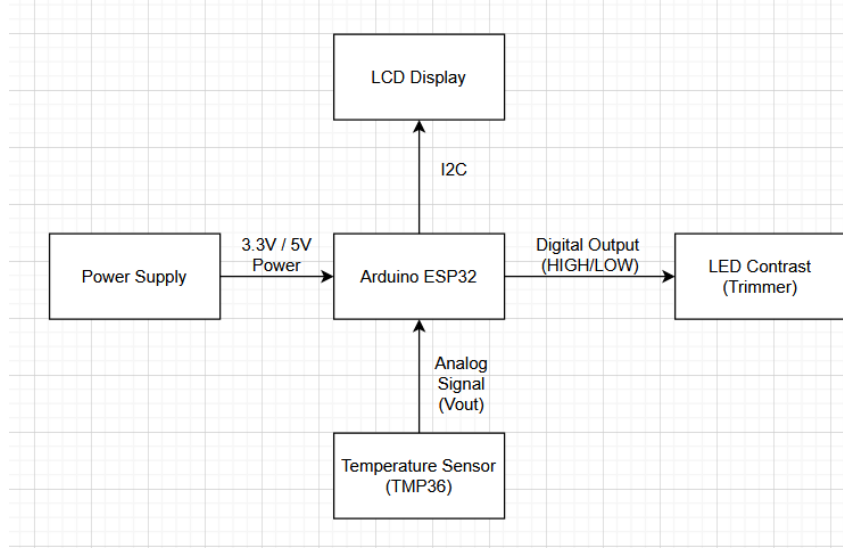 LCD Display
I2C
Power Supply
3.3V / 5V
Power
Arduino ESP32
Digital Output
(HIGH/LOW)
LED Contrast
(Trimmer)
Analog
Signal
(Vout)
Temperature Sensor
(TMP36)